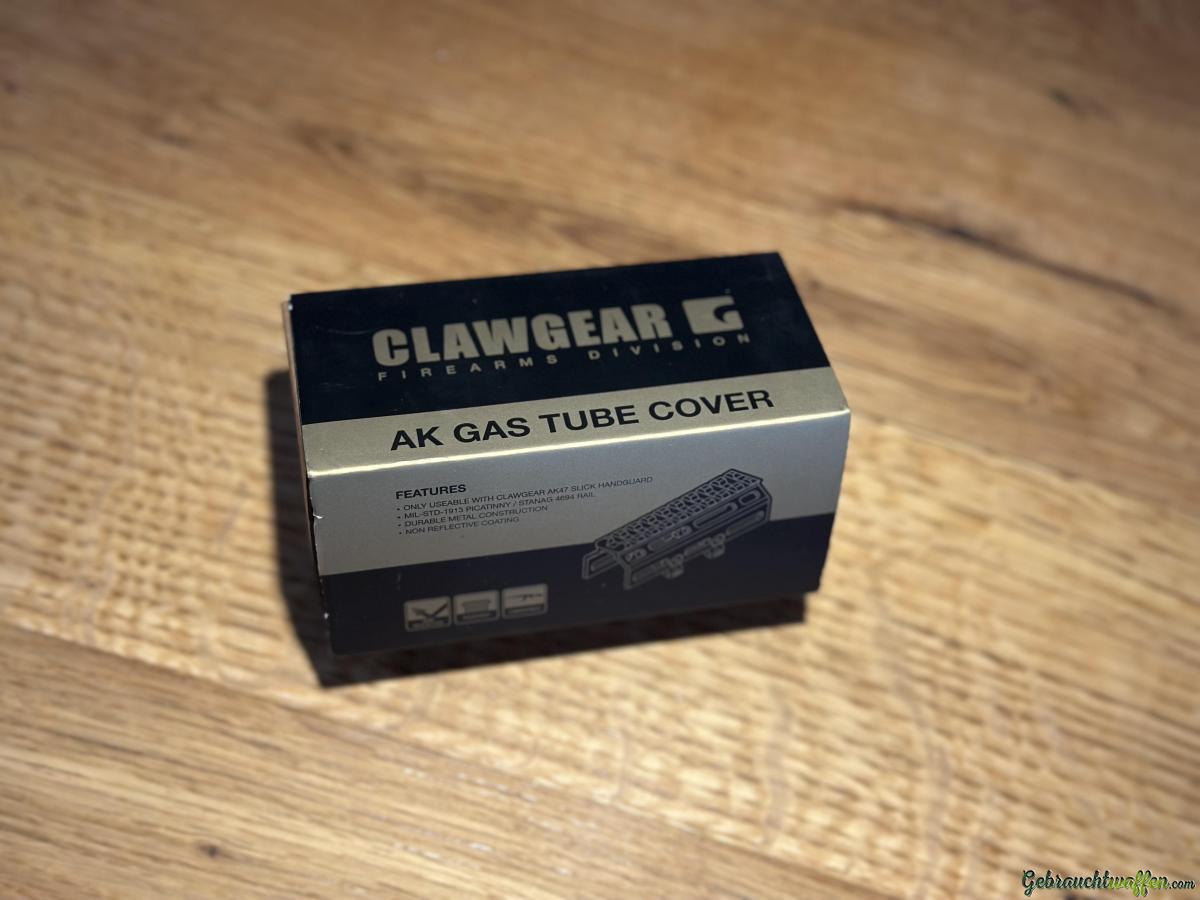 CLAWGEAR
FIREARMS DIVISION
AK GAS TUBE COVER
FEATURES
• ONLY USEABLE WITH CLAWGEAR AK47 SLICK HANDGUARD
• MIL-STD-1913 PICATINNY / STANAG 4694 RAIL
• DURABLE METAL CONSTRUCTION
• NON REFLECTIVE COATING
Gebrauchtwaffen.com